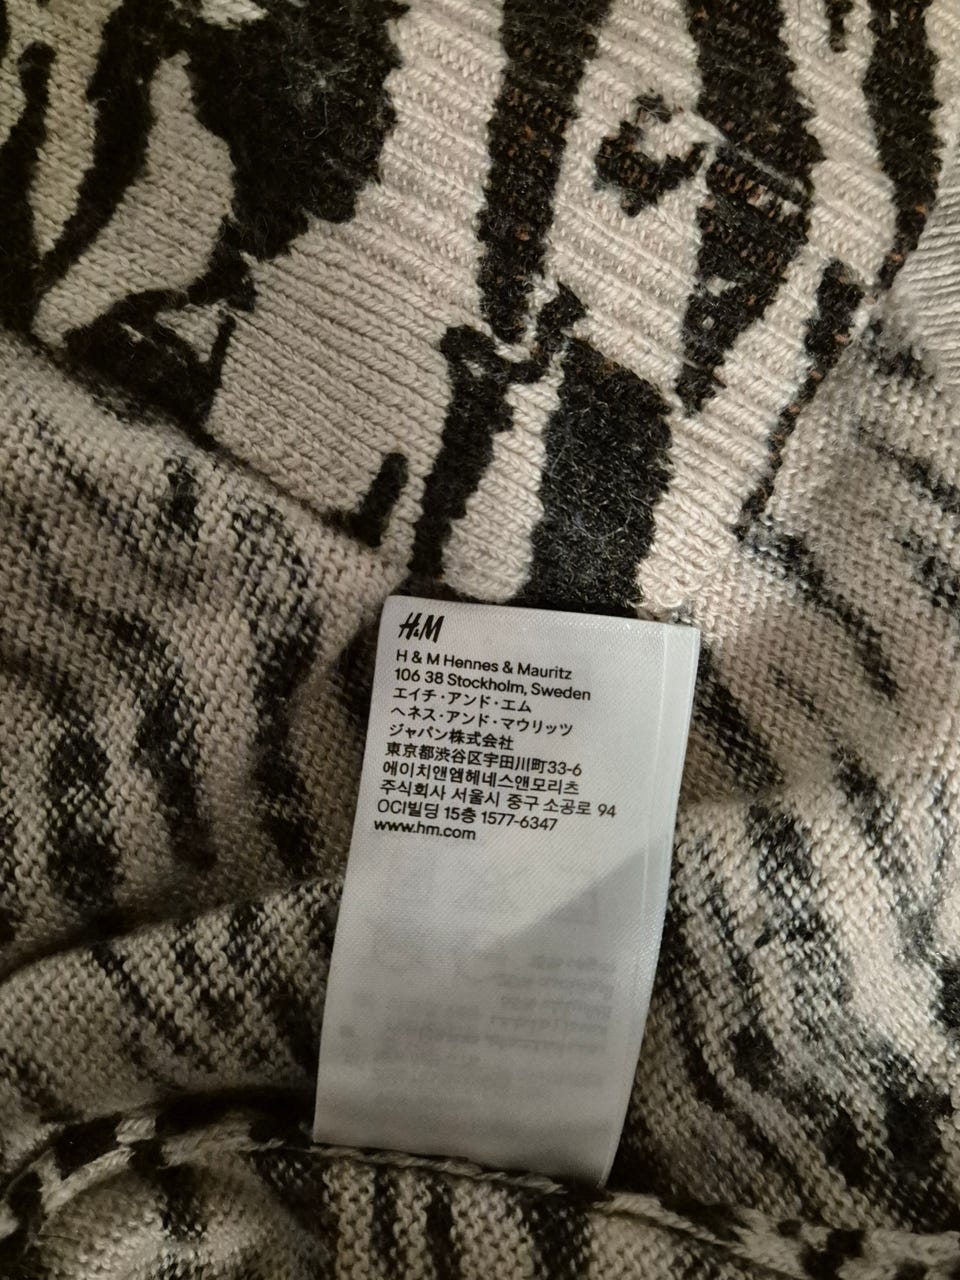 H&M
H & M Hennes & Mauritz
106 38 Stockholm, Sweden
エイチ・アンド・エム
ヘネス・アンド・マウリッツ
ジャパン株式会社
東京都渋谷区宇田川町33-6
에이치앤엠헤네스앤모리츠
주식회사 서울시 중구 소공로 94
OCI빌딩 15층 1577-6347
www.hm.com